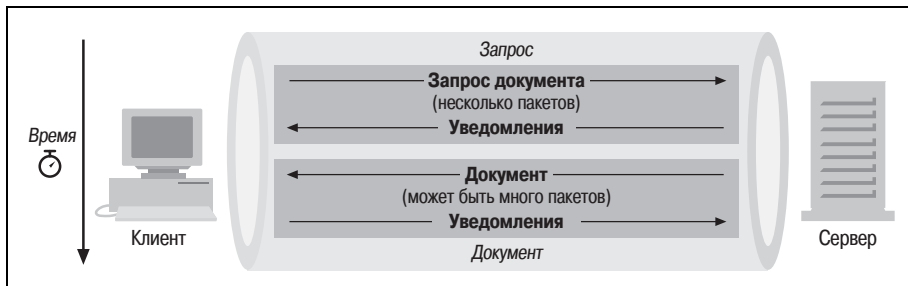 Запрос
Запрос документа
(несколько пакетов)
Уведомления
Время
Документ
(может быть много пакетов)
Уведомления
Клиент
Сервер
Документ